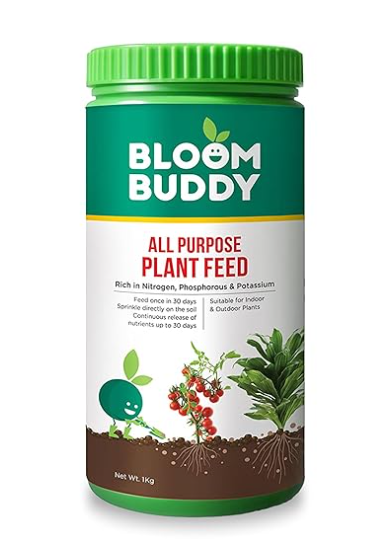 BLOOM
BUDDY
ALL PURPOSE
PLANT FEED
Rich in Nitrogen, Phosphorous & Potassium
Feed once in 30 days
Sprinkle directly on the soil
Continuous release of
nutrients up to 30 days
Suitable for Indoor
& Outdoor Plants
Net Wt. 1Kg